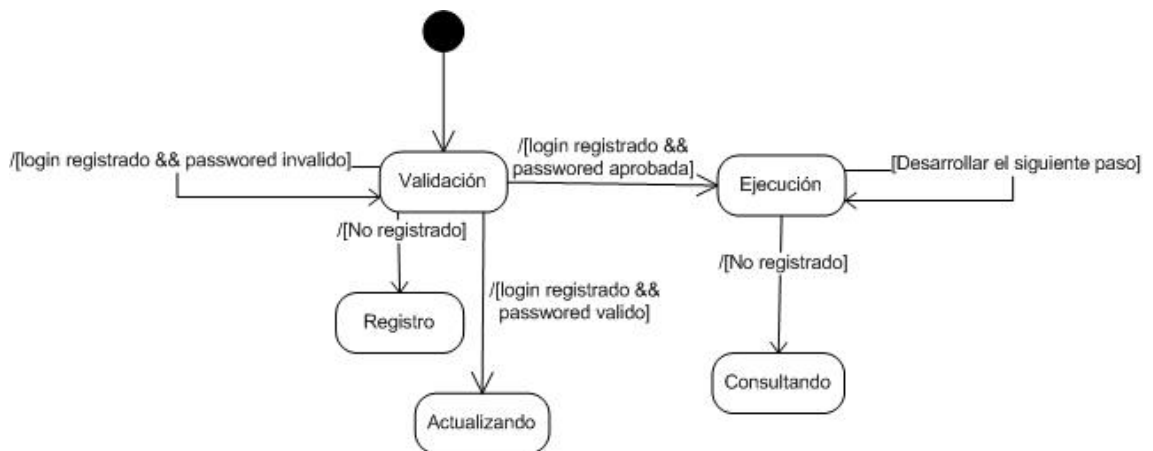 /[login registrado && passwored invalido]
Validación
/[login registrado &&
passwored aprobada]
Ejecución
[Desarrollar el siguiente paso]
/[No registrado]
/[No registrado]
/[login registrado &&
passwored valido]
Registro
Consultando
Actualizando